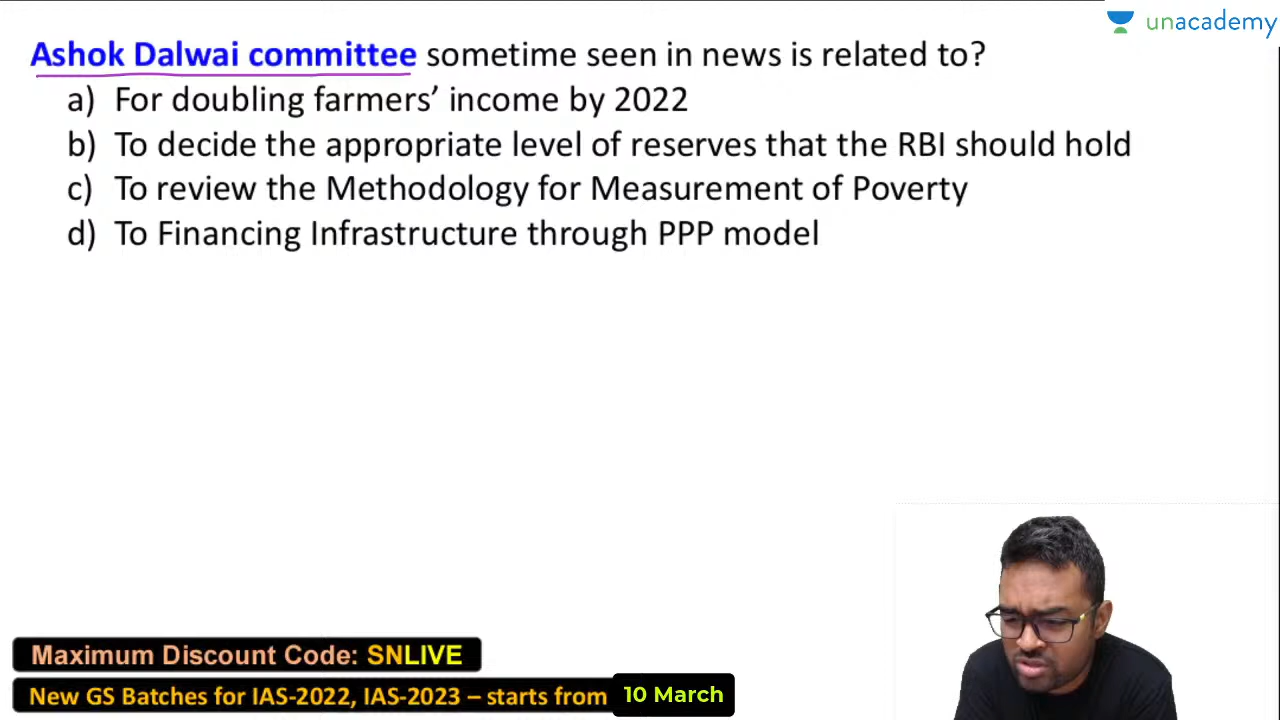 unacademy
Ashok Dalwai committee sometime seen in news is related to?
a) For doubling farmers’ income by 2022
b) To decide the appropriate level of reserves that the RBI should hold
c) To review the Methodology for Measurement of Poverty
d) To Financing Infrastructure through PPP model
Maximum Discount Code: SNLIVE
New GS Batches for IAS-2022, IAS-2023 – starts from 10 March